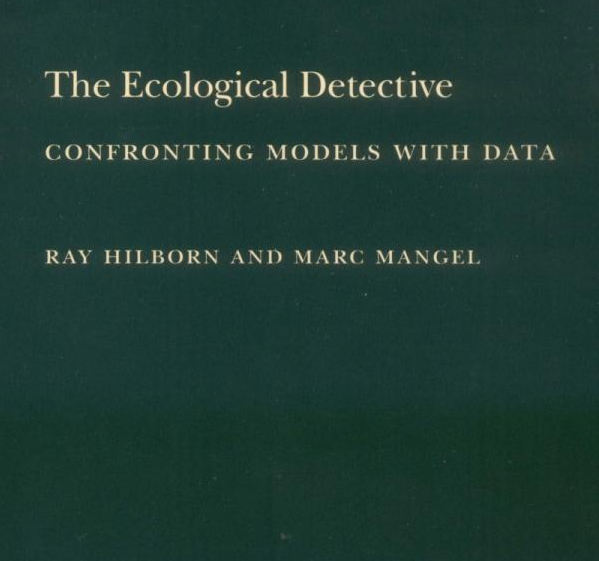 The Ecological Detective
CONFRONTING MODELS WITH DATA
RAY HILBORN AND MARC MANGEL